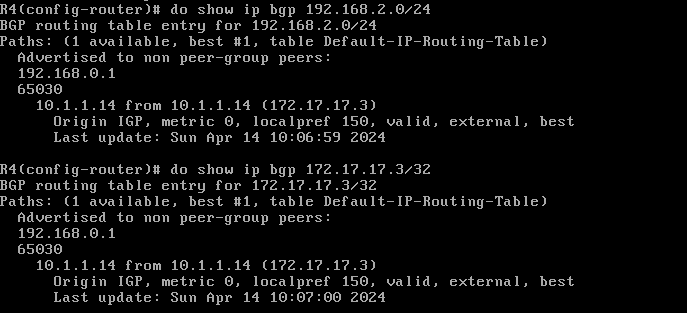 R4(config-router)# do show ip bgp 192.168.2.0/24
BGP routing table entry for 192.168.2.0/24
Paths: (1 available, best #1, table Default-IP-Routing-Table)
  Advertised to non peer-group peers:
  192.168.0.1
  65030
    10.1.1.14 from 10.1.1.14 (172.17.17.3)
      Origin IGP, metric 0, localpref 150, valid, external, best
      Last update: Sun Apr 14 10:06:59 2024

R4(config-router)# do show ip bgp 172.17.17.3/32
BGP routing table entry for 172.17.17.3/32
Paths: (1 available, best #1, table Default-IP-Routing-Table)
  Advertised to non peer-group peers:
  192.168.0.1
  65030
    10.1.1.14 from 10.1.1.14 (172.17.17.3)
      Origin IGP, metric 0, localpref 150, valid, external, best
      Last update: Sun Apr 14 10:07:00 2024